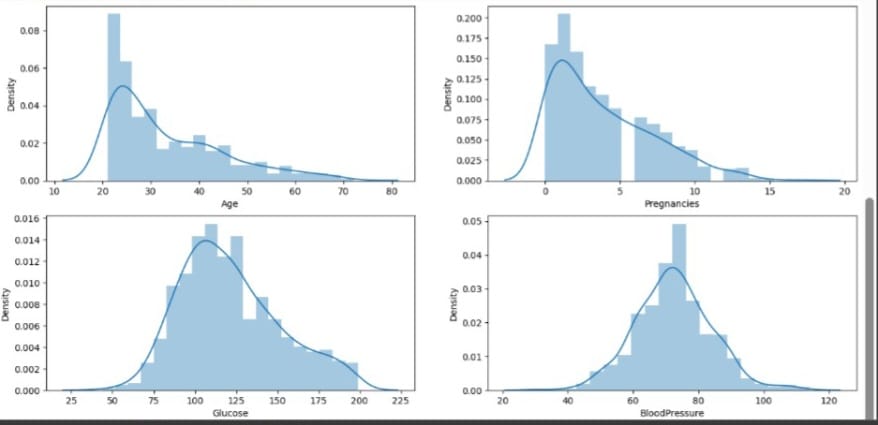 Density
0.08
0.06
0.04
0.02
0.00
10 20 30 40 50 60 70 80
Age
Density
0.200
0.175
0.150
0.125
0.100
0.075
0.050
0.025
0.000
0 5 10 15 20
Pregnancies
Density
0.016
0.014
0.012
0.010
0.008
0.006
0.004
0.002
0.000
25 50 75 100 125 150 175 200 225
Glucose
Density
0.05
0.04
0.03
0.02
0.01
0.00
20 40 60 80 100 120
BloodPressure